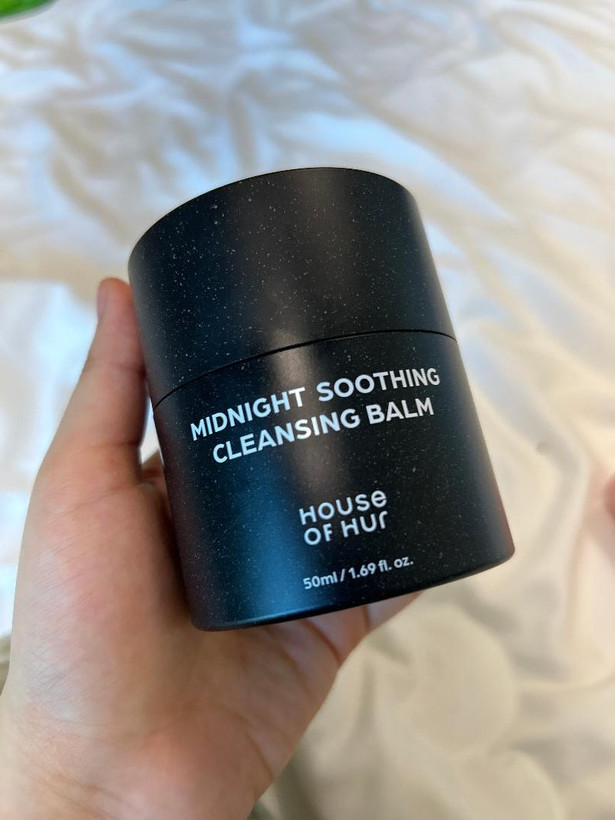 MIDNIGHT SOOTHING
CLEANSING BALM
HOUSe
OF HUr
50ml / 1.69 fl. oz.